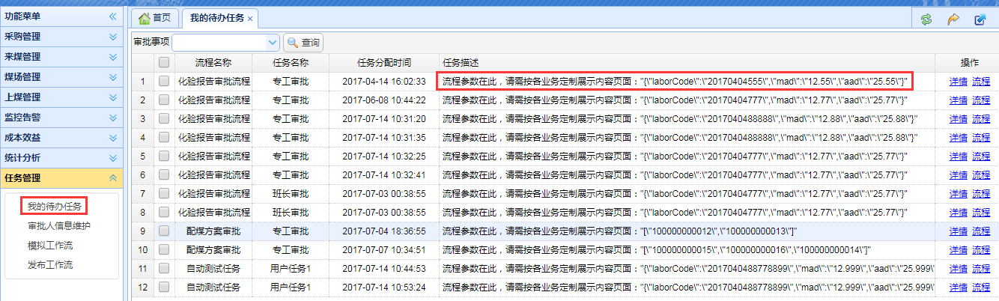 功能菜单
采购管理
来煤管理
煤场管理
上煤管理
监控告警
成本效益
统计分析
任务管理
我的待办任务
审批人信息维护
模拟工作流
发布工作流
首页 我的待办任务
审批事项 查询
流程名称 任务名称 任务分配时间 任务描述 操作
1 化验报告审批流程 专工审批 2017-04-14 16:02:33 流程参数在此，请需按各业务定制展示内容页面："{\"laborCode\":\"20170404555\",\"mad\":\"12.55\",\"aad\":\"25.55\"}" 详情 流程
2 化验报告审批流程 专工审批 2017-06-08 10:44:22 流程参数在此，请需按各业务定制展示内容页面："{\"laborCode\":\"20170404777\",\"mad\":\"12.77\",\"aad\":\"25.77\"}" 详情 流程
3 化验报告审批流程 专工审批 2017-07-14 10:31:20 流程参数在此，请需按各业务定制展示内容页面："{\"laborCode\":\"2017040488888\",\"mad\":\"12.88\",\"aad\":\"25.88\"}" 详情 流程
4 化验报告审批流程 专工审批 2017-07-14 10:31:35 流程参数在此，请需按各业务定制展示内容页面："{\"laborCode\":\"2017040488888\",\"mad\":\"12.88\",\"aad\":\"25.88\"}" 详情 流程
5 化验报告审批流程 专工审批 2017-07-14 10:32:25 流程参数在此，请需按各业务定制展示内容页面："{\"laborCode\":\"20170404777\",\"mad\":\"12.77\",\"aad\":\"25.77\"}" 详情 流程
6 化验报告审批流程 专工审批 2017-07-14 10:32:41 流程参数在此，请需按各业务定制展示内容页面："{\"laborCode\":\"20170404777\",\"mad\":\"12.77\",\"aad\":\"25.77\"}" 详情 流程
7 化验报告审批流程 班长审批 2017-07-03 00:38:55 流程参数在此，请需按各业务定制展示内容页面："{\"laborCode\":\"20170404777\",\"mad\":\"12.77\",\"aad\":\"25.77\"}" 详情 流程
8 化验报告审批流程 班长审批 2017-07-03 00:38:55 流程参数在此，请需按各业务定制展示内容页面："{\"laborCode\":\"20170404777\",\"mad\":\"12.77\",\"aad\":\"25.77\"}" 详情 流程
9 配煤方案审批 专工审批 2017-07-04 18:36:55 流程参数在此，请需按各业务定制展示内容页面："[\"100000000012\",\"100000000013\"]" 详情 流程
10 配煤方案审批 专工审批 2017-07-07 10:34:51 流程参数在此，请需按各业务定制展示内容页面："[\"100000000015\",\"100000000016\",\"100000000014\"]" 详情 流程
11 自动测试任务 用户任务1 2017-07-14 10:44:53 流程参数在此，请需按各业务定制展示内容页面："{\"laborCode\":\"2017040488778899\",\"mad\":\"12.999\",\"aad\":\"25.999\ 详情 流程
12 自动测试任务 用户任务1 2017-07-14 10:53:24 流程参数在此，请需按各业务定制展示内容页面："{\"laborCode\":\"2017040488778899\",\"mad\":\"12.999\",\"aad\":\"25.999\ 详情 流程